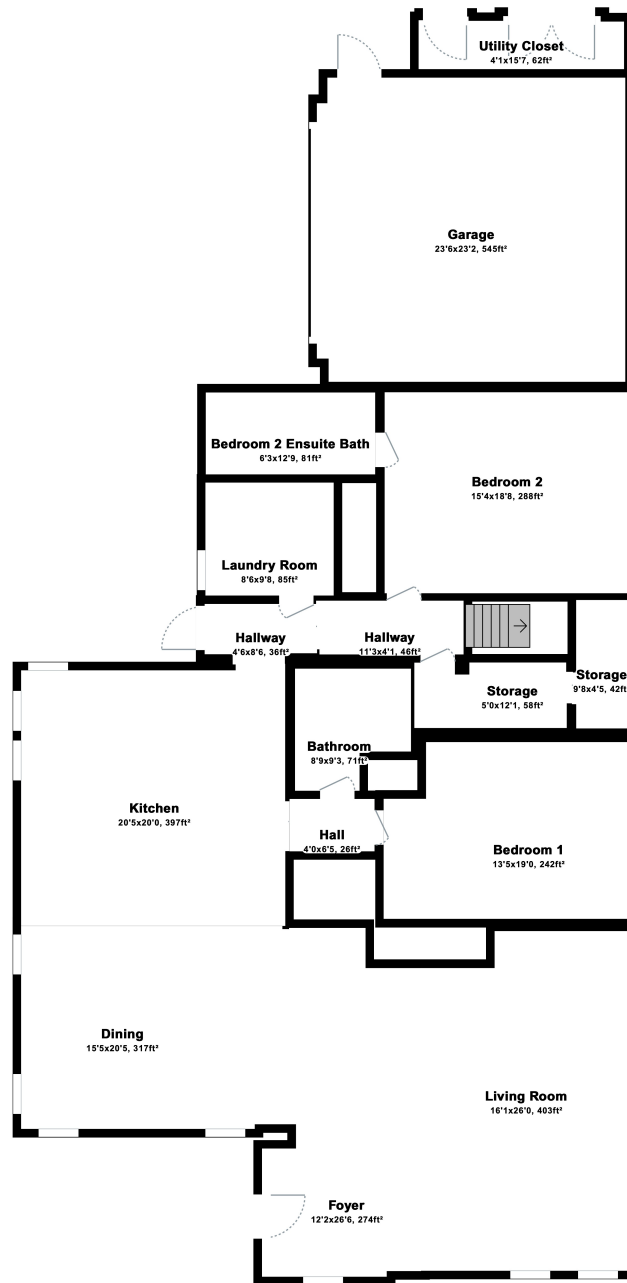 Utility Closet
4'1x15'7, 62ft²
Garage
23'6x23'2, 545ft²
Bedroom 2 Ensuite Bath
6'3x12'9, 81ft²
Bedroom 2
15'4x18'8, 288ft²
Laundry Room
8'6x9'8, 85ft²
Hallway
4'6x8'6, 36ft²
Hallway
11'3x4'1, 46ft²
Storage
5'0x12'1, 58ft²
Storage
9'8x4'5, 42ft
Bathroom
8'9x9'3, 71ft²
Kitchen
20'5x20'0, 397ft²
Hall
4'0x6'5, 26ft²
Bedroom 1
13'5x19'0, 242ft²
Dining
15'5x20'5, 317ft²
Living Room
16'1x26'0, 403ft²
Foyer
12'2x26'6, 274ft²